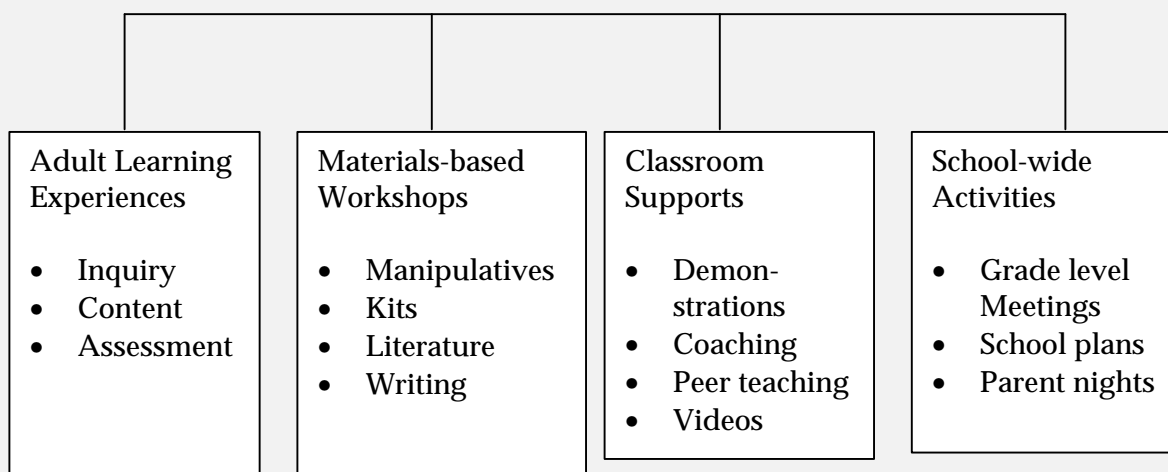 Adult Learning
Experiences
• Inquiry
• Content
• Assessment
Materials-based
Workshops
• Manipulatives
• Kits
• Literature
• Writing
Classroom
Supports
• Demon-
strations
• Coaching
• Peer teaching
• Videos
School-wide
Activities
• Grade level
Meetings
• School plans
• Parent nights